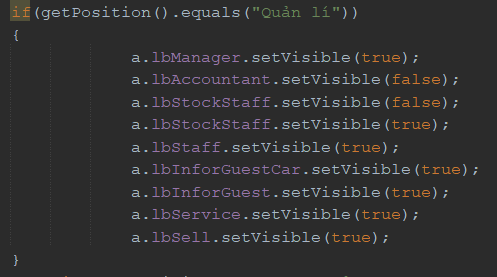 if(getPosition().equals("Quản lí"))
{
a.lbManager.setVisible(true);
a.lbAccountant.setVisible(false);
a.lbStockStaff.setVisible(false);
a.lbStockStaff.setVisible(true);
a.lbStaff.setVisible(true);
a.lbInforGuestCar.setVisible(true);
a.lbInforGuest.setVisible(true);
a.lbService.setVisible(true);
a.lbSell.setVisible(true);
}